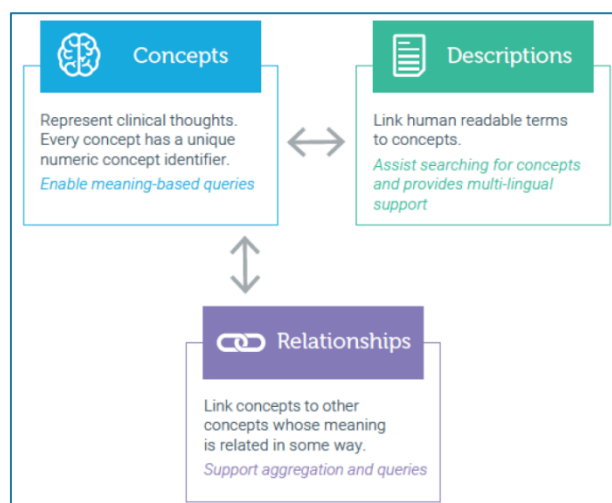 Concepts
Represent clinical thoughts.
Every concept has a unique
numeric concept identifier.
Enable meaning-based queries
Descriptions
Link human readable terms
to concepts.
Assist searching for concepts
and provides multi-lingual
support
Relationships
Link concepts to other
concepts whose meaning
is related in some way.
Support aggregation and queries